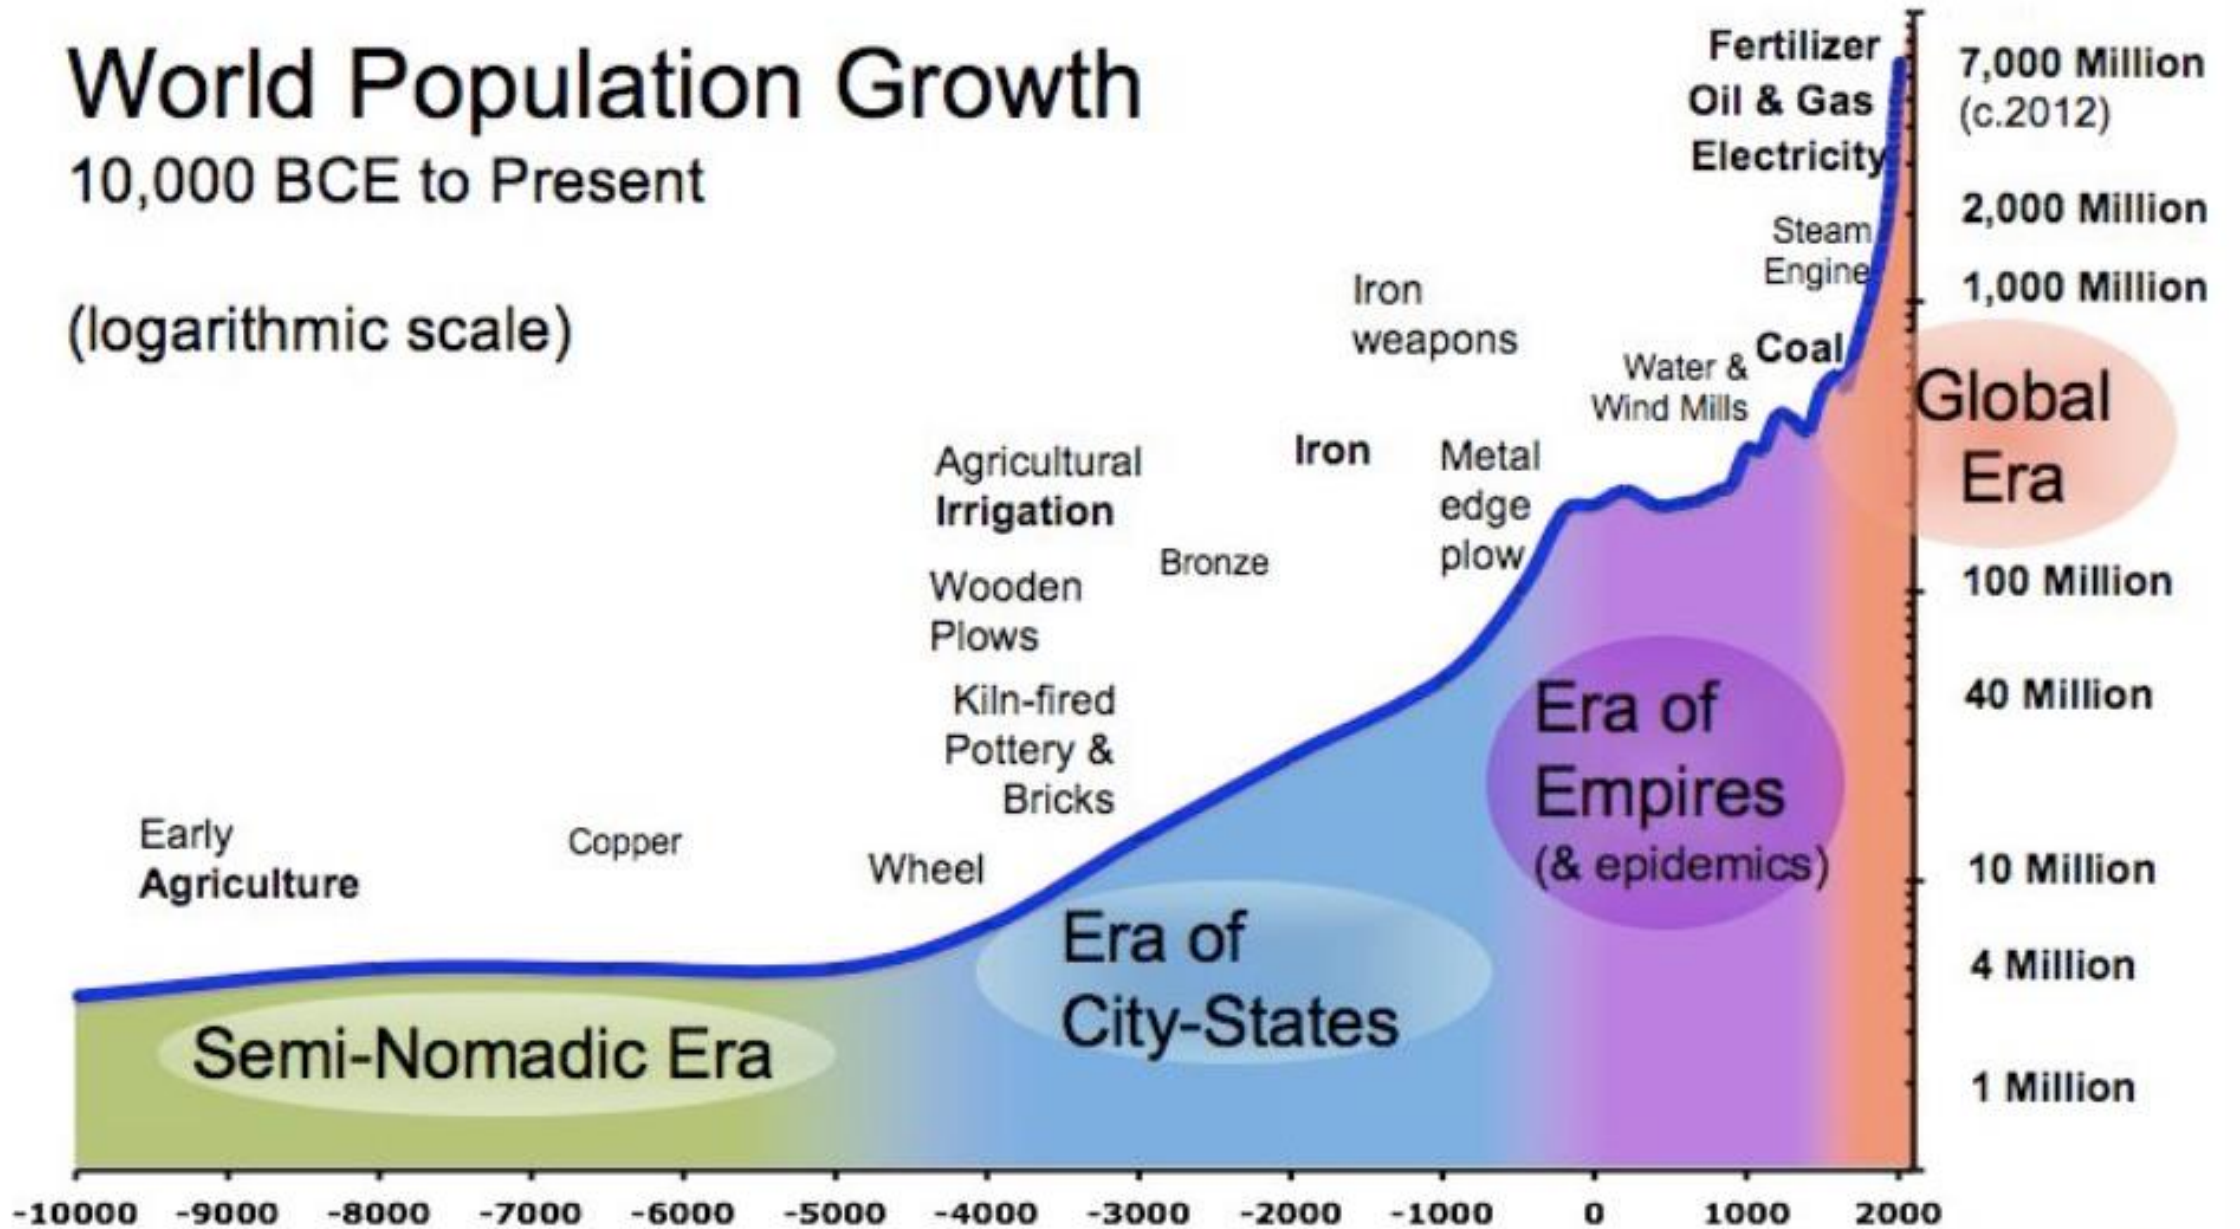 World Population Growth
10,000 BCE to Present
(logarithmic scale)
Fertilizer
Oil & Gas
Electricity
Steam
Engine
Coal
Water &
Wind Mills
Iron
weapons
Iron
Metal
edge
plow
Agricultural
Irrigation
Bronze
Wooden
Plows
Kiln-fired
Pottery &
Bricks
Wheel
Copper
Early
Agriculture
Semi-Nomadic Era
Era of
City-States
Era of
Empires
(& epidemics)
Global
Era
7,000 Million
(c.2012)
2,000 Million
1,000 Million
100 Million
40 Million
10 Million
4 Million
1 Million
-10000 -9000 -8000 -7000 -6000 -5000 -4000 -3000 -2000 -1000 0 1000 2000